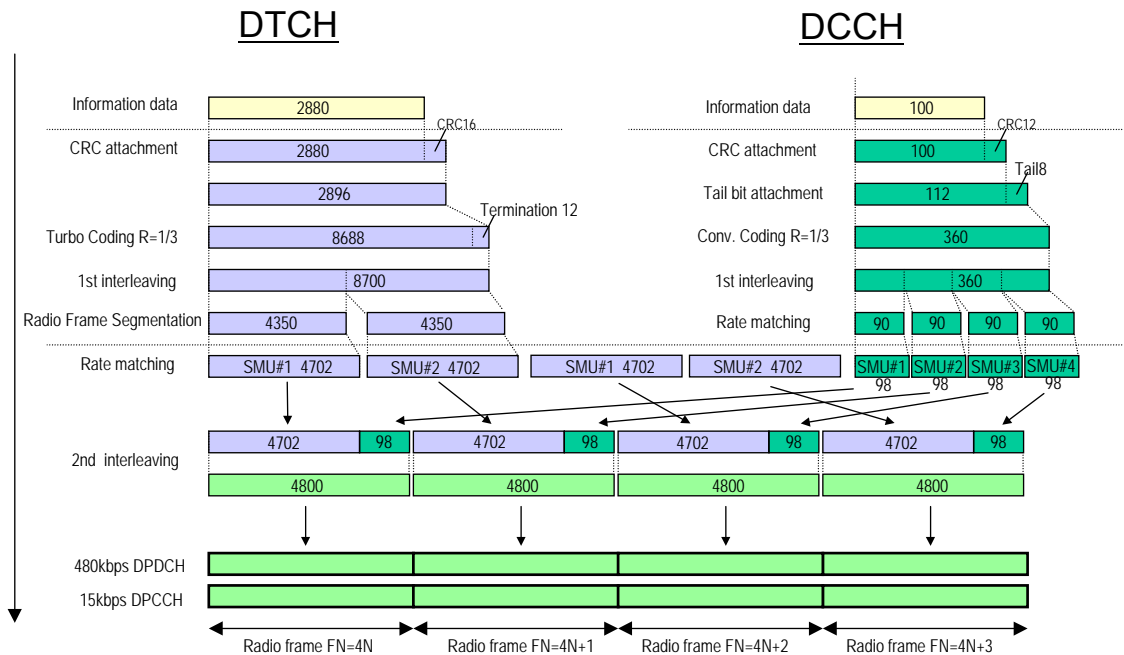 DTCH DCCH
Information data 2880 Information data 100
CRC16 CRC12
CRC attachment 2880 CRC attachment 100
Tail8
2896 Tail bit attachment 112
Termination 12
Turbo Coding R=1/3 8688 Conv. Coding R=1/3 360
1st interleaving 8700 1st interleaving 360
Radio Frame Segmentation 4350 4350 Rate matching 90 90 90 90
Rate matching SMU#1 4702 SMU#2 4702 SMU#1 4702 SMU#2 4702 SMU#1 SMU#2 SMU#3 SMU#4
98 98 98 98
4702 98 4702 98 4702 98 4702 98
2nd interleaving
4800 4800 4800 4800
480kbps DPDCH
15kbps DPCCH
Radio frame FN=4N Radio frame FN=4N+1 Radio frame FN=4N+2 Radio frame FN=4N+3